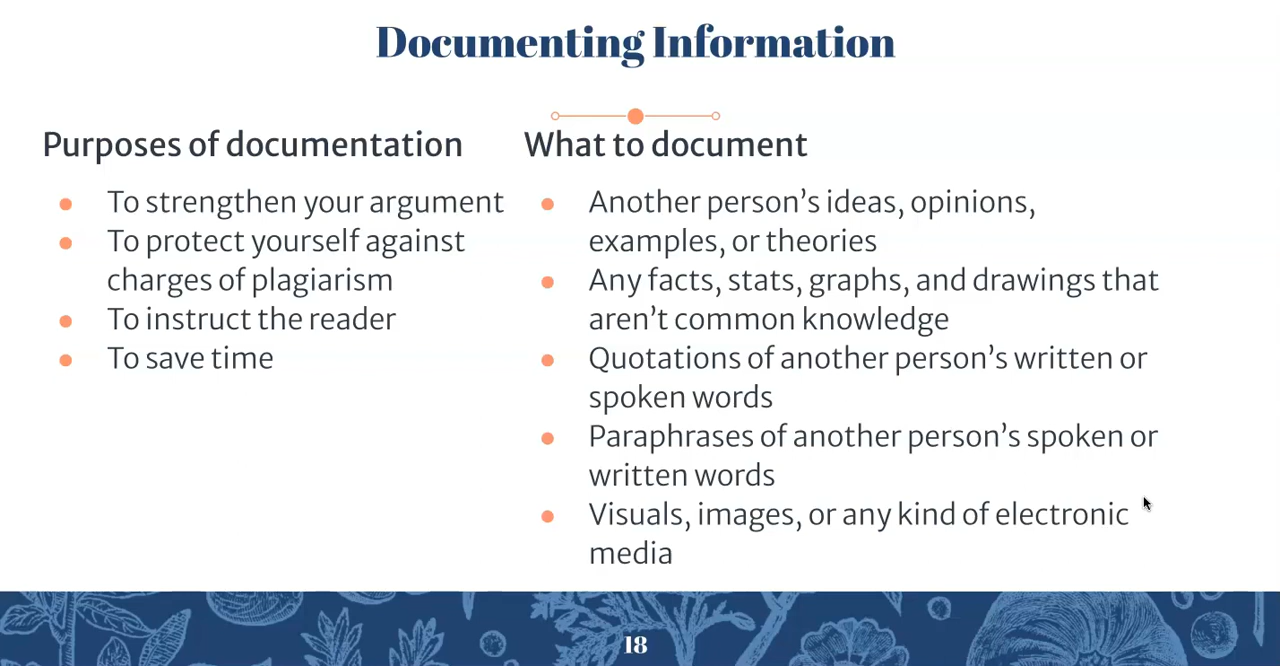 Documenting Information
Purposes of documentation
To strengthen your argument
To protect yourself against
charges of plagiarism
To instruct the reader
To save time
What to document
Another person’s ideas, opinions,
examples, or theories
Any facts, stats, graphs, and drawings that
aren’t common knowledge
Quotations of another person’s written or
spoken words
Paraphrases of another person’s spoken or
written words
Visuals, images, or any kind of electronic
media
18